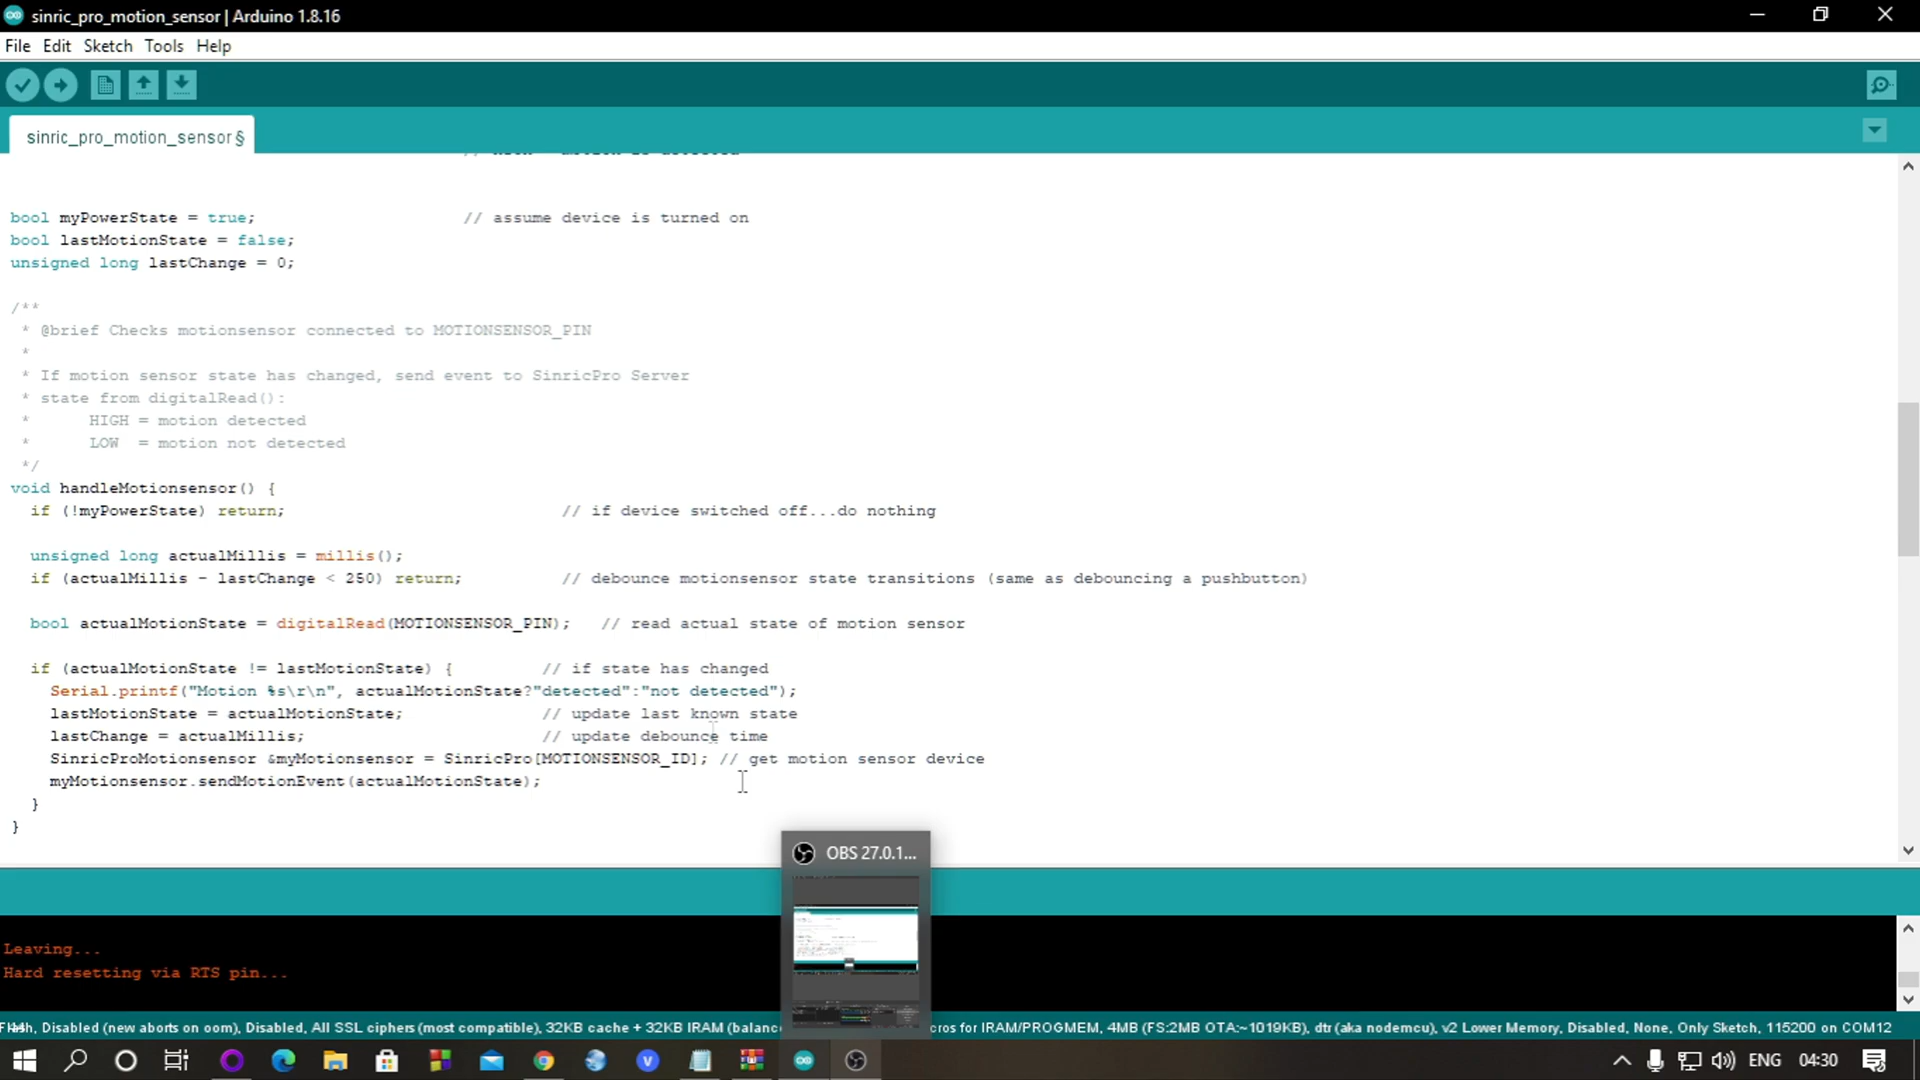 sinric_pro_motion_sensor | Arduino 1.8.16
File Edit Sketch Tools Help
sinric_pro_motion_sensor§
bool myPowerState = true; // assume device is turned on
bool lastMotionState = false;
unsigned long lastChange = 0;
/**
* @brief Checks motionsensor connected to MOTIONSENSOR_PIN
*
* If motion sensor state has changed, send event to SinricPro Server
* state from digitalRead():
* HIGH = motion detected
* LOW = motion not detected
*/
void handleMotionsensor() {
if (!myPowerState) return; // if device switched off...do nothing
unsigned long actualMillis = millis();
if (actualMillis - lastChange < 250) return; // debounce motionsensor state transitions (same as debouncing a pushbutton)
bool actualMotionState = digitalRead(MOTIONSENSOR_PIN); // read actual state of motion sensor
if (actualMotionState != lastMotionState) { // if state has changed
Serial.printf("Motion %s\r\n", actualMotionState?"detected":"not detected");
lastMotionState = actualMotionState; // update last known state
lastChange = actualMillis; // update debounce time
SinricProMotionsensor &myMotionsensor = SinricPro[MOTIONSENSOR_ID]; // get motion sensor device
myMotionsensor.sendMotionEvent(actualMotionState);
}
}
OBS 27.0.1...
Leaving...
Hard resetting via RTS pin...
Disabled (new aborts on oom), Disabled, All SSL ciphers (most compatible), 32KB cache + 32KB IRAM (balanc cros for IRAM/PROGMEM, 4MB (FS:2MB OTA:~1019KB), dtr (aka nodemcu), v2 Lower Memory, Disabled, None, Only Sketch, 115200 on COM12
ENG 04:30